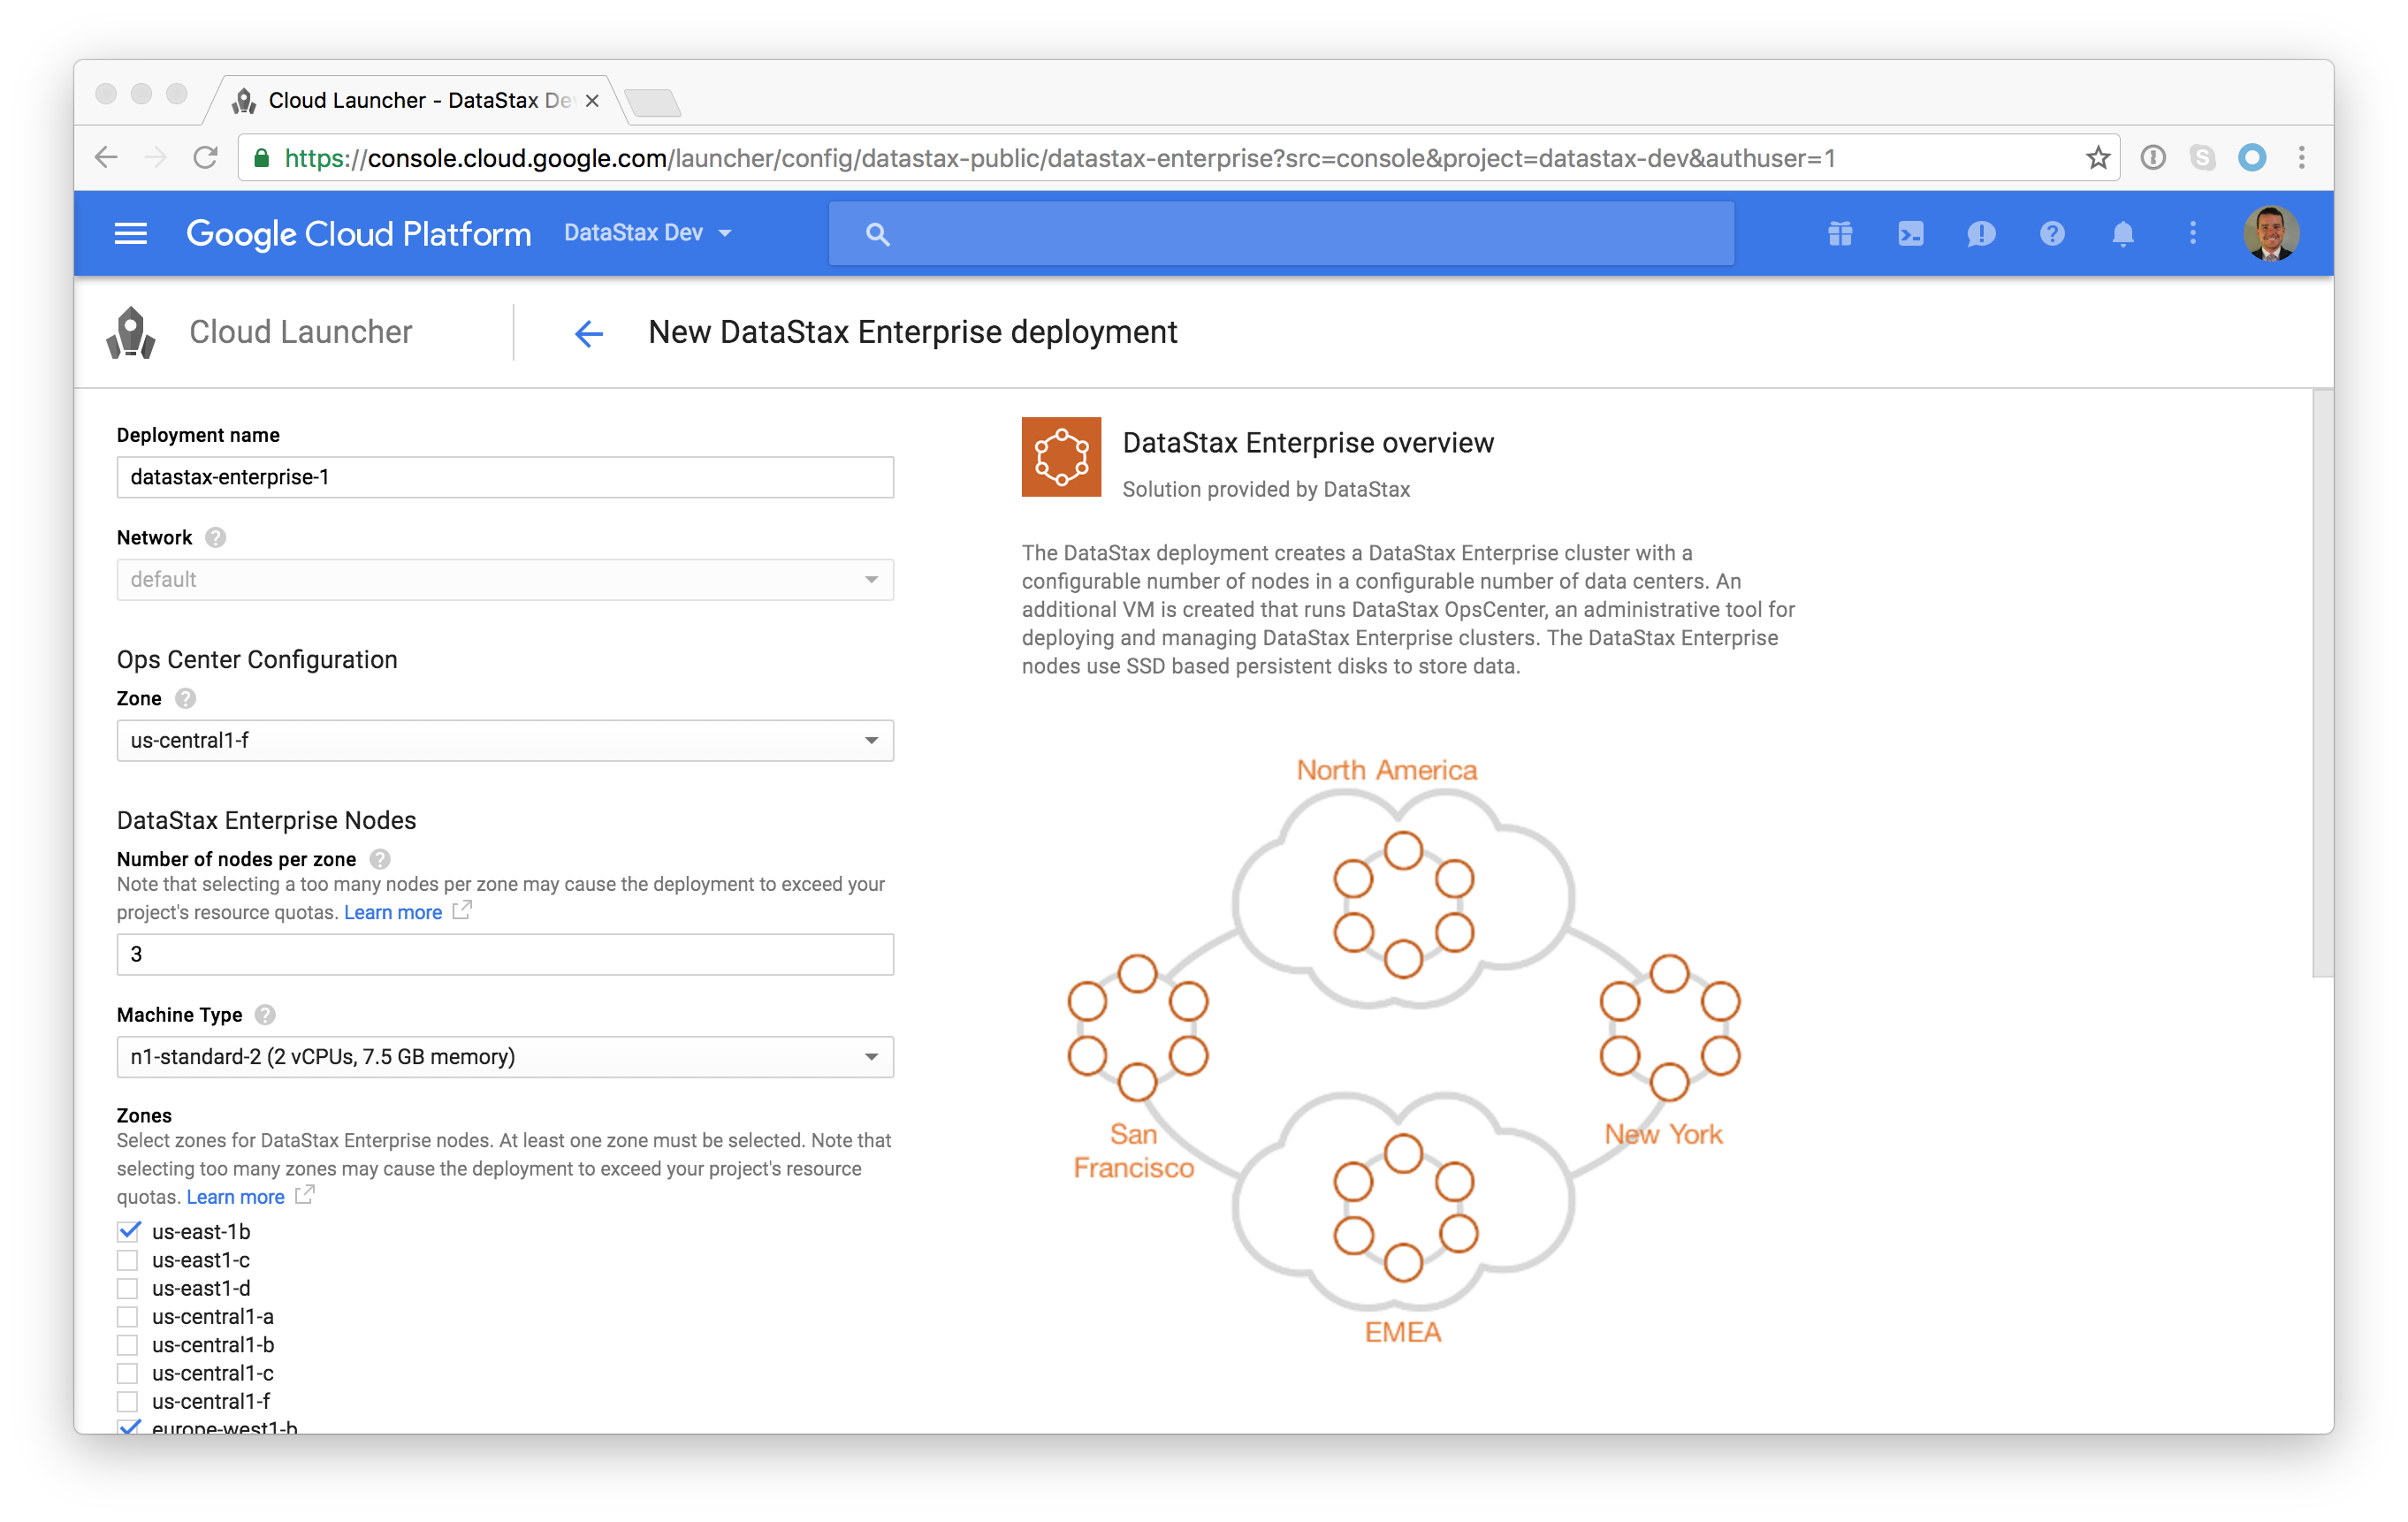 Cloud Launcher - DataStax De
https://console.cloud.google.com/launcher/config/datastax-public/datastax-enterprise?src=console&project=datastax-dev&authuser=1
Google Cloud Platform
DataStax Dev
Cloud Launcher
New DataStax Enterprise deployment
Deployment name
datastax-enterprise-1
Network
default
Ops Center Configuration
Zone
us-central1-f
DataStax Enterprise Nodes
Number of nodes per zone
Note that selecting a too many nodes per zone may cause the deployment to exceed your
project's resource quotas. Learn more
3
Machine Type
n1-standard-2 (2 vCPUs, 7.5 GB memory)
Zones
Select zones for DataStax Enterprise nodes. At least one zone must be selected. Note that
selecting too many zones may cause the deployment to exceed your project's resource
quotas. Learn more
us-east-1b
us-east1-c
us-east1-d
us-central1-a
us-central1-b
us-central1-c
us-central1-f
europe-west1-b
DataStax Enterprise overview
Solution provided by DataStax
The DataStax deployment creates a DataStax Enterprise cluster with a
configurable number of nodes in a configurable number of data centers. An
additional VM is created that runs DataStax OpsCenter, an administrative tool for
deploying and managing DataStax Enterprise clusters. The DataStax Enterprise
nodes use SSD based persistent disks to store data.
North America
San
Francisco
New York
EMEA